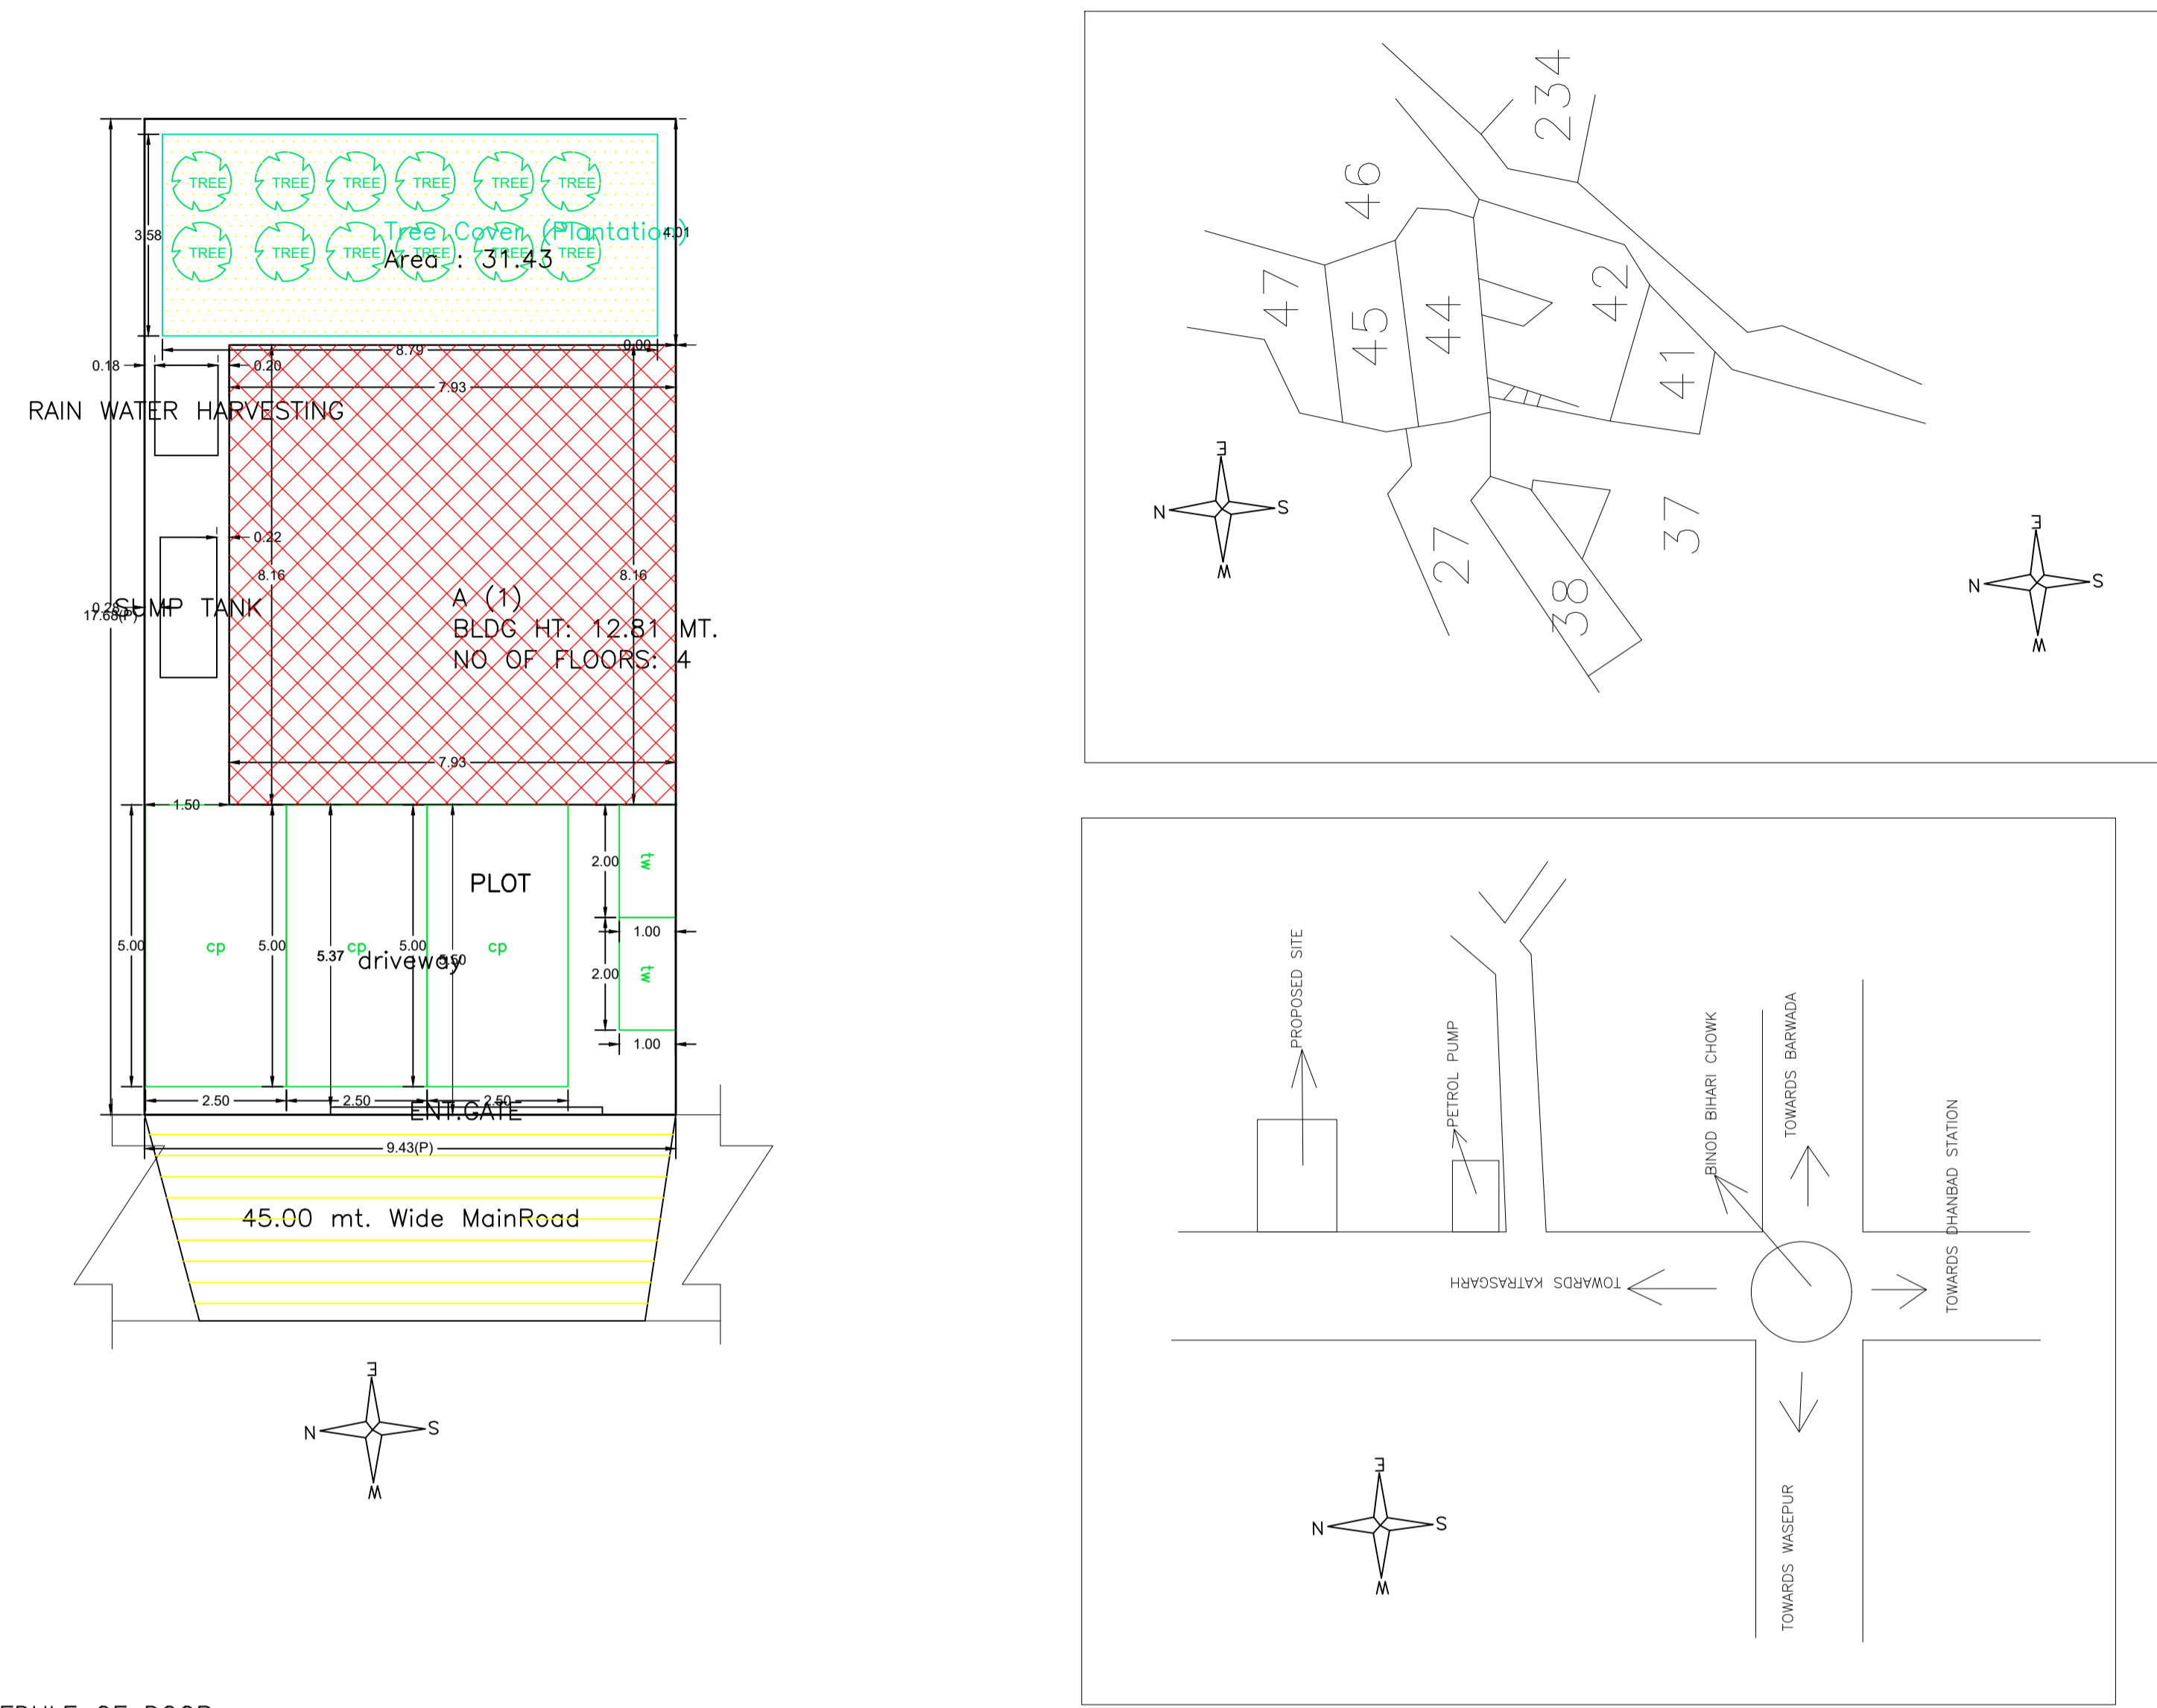 TREE TREE TREE TREE TREE TREE
Tree Cover (Plantation)
TREE TREE TREE TREE TREE TREE
Area : 31.43
3.58
4.01
0.00
8.79
0.18
0.20
7.93
RAIN WATER HARVESTING
0.22
8.16
8.16
A (1)
0.28
SUMP TANK
17.68(P)
BLDG HT: 12.81 MT.
NO OF FLOORS: 4
7.93
1.50
2.00
tw
PLOT
1.00
5.00
cp
5.00
cp
5.00
cp
5.37
driveway
5.50
2.00
tw
1.00
2.50
2.50
2.50
ENT.GATE
9.43(P)
45.00 mt. Wide MainRoad
E
N
S
W
234
46
47
45
44
42
41
27
37
38
E
N
S
W
E
N
S
W
PROPOSED SITE
PETROL PUMP
BINOD BIHARI CHOWK
TOWARDS BARWADA
TOWARDS DHANBAD STATION
TOWARDS KATRASGARH
TOWARDS WASEPUR
E
N
S
W